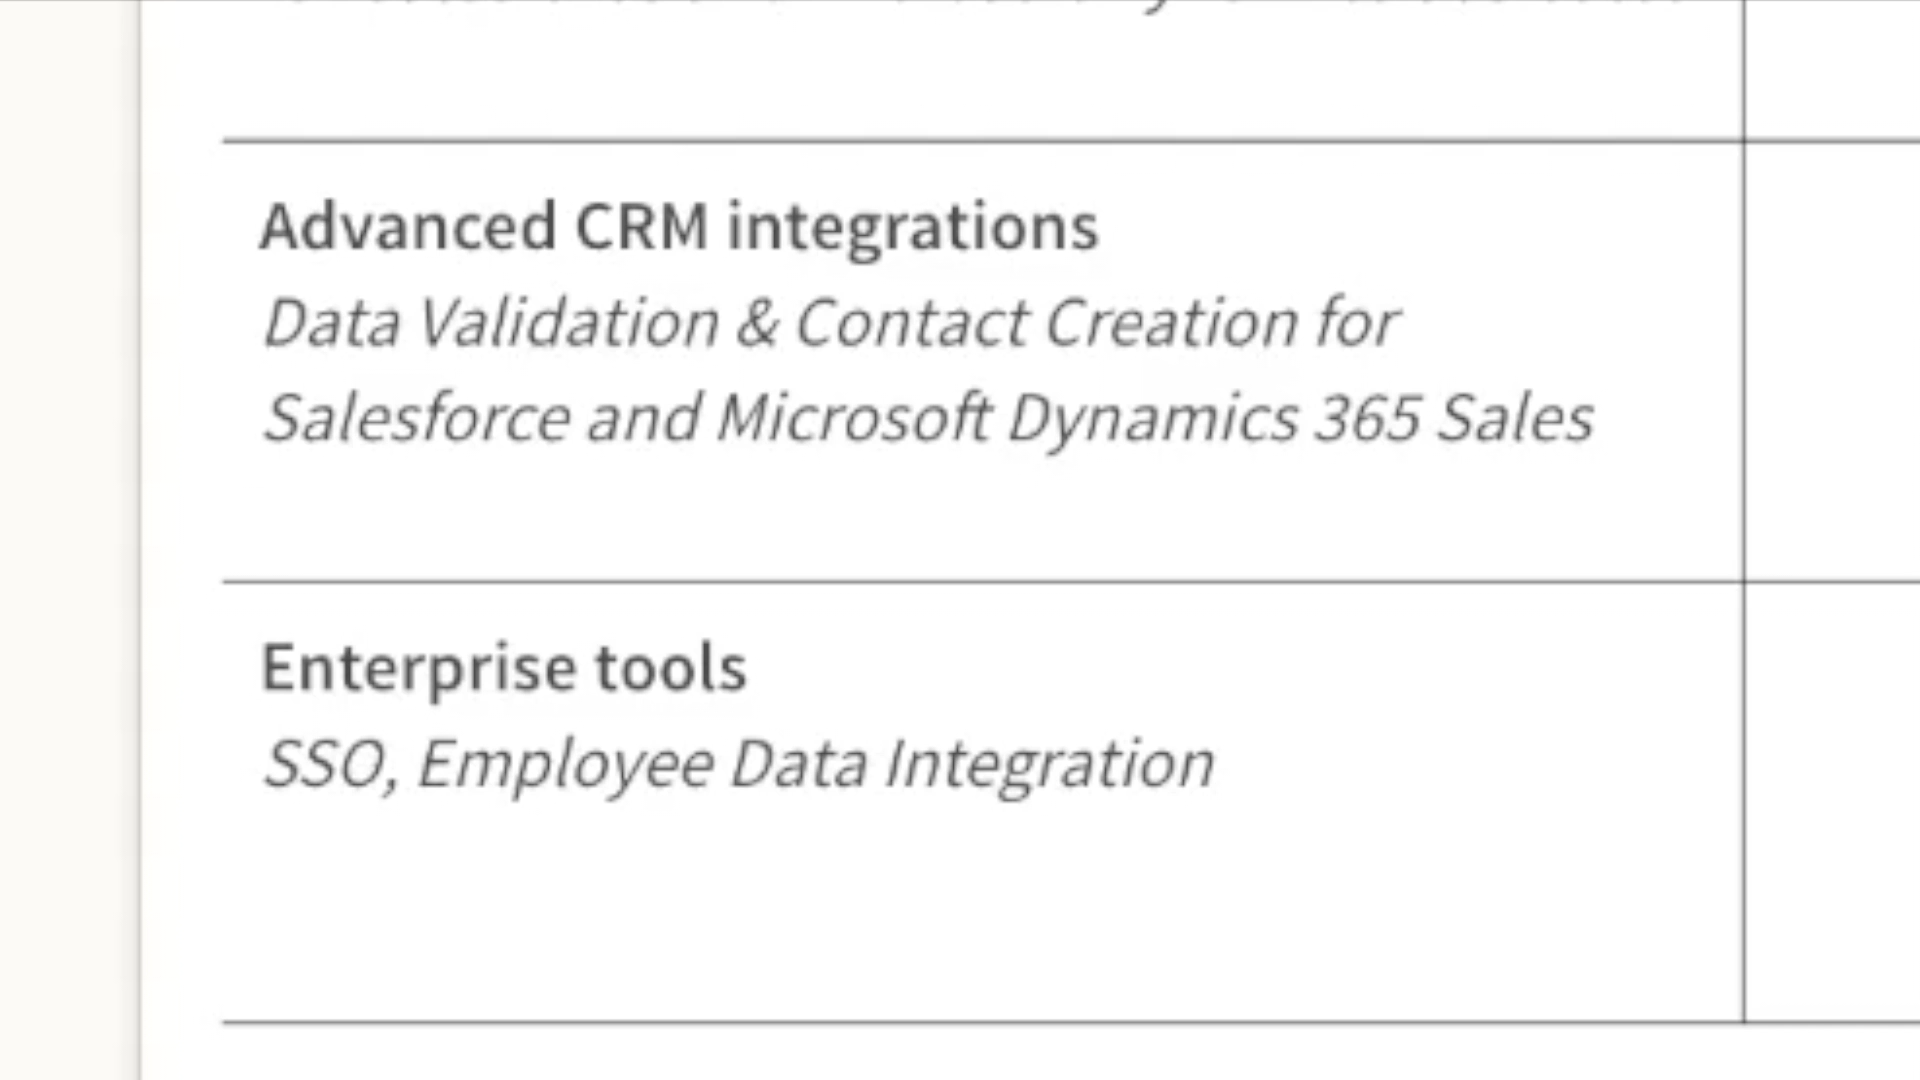 Advanced CRM integrations
Data Validation & Contact Creation for
Salesforce and Microsoft Dynamics 365 Sales
Enterprise tools
SSO, Employee Data Integration